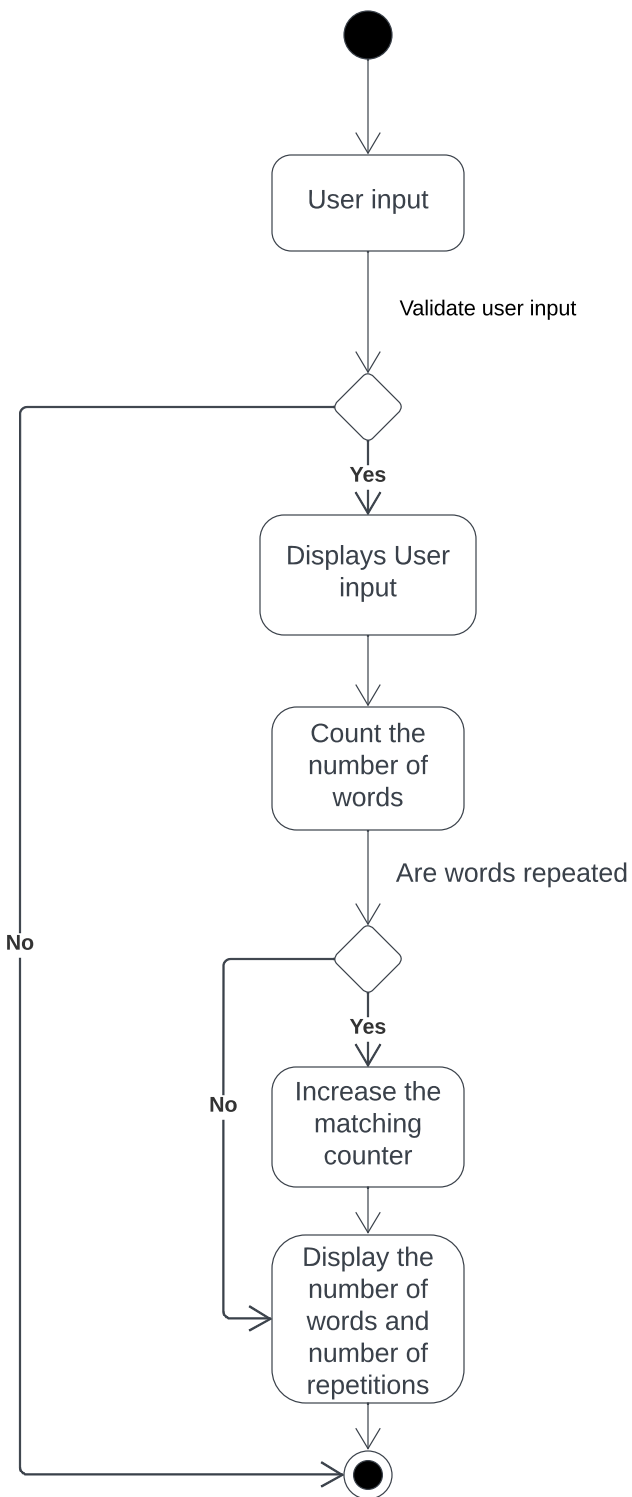 User input
Validate user input
Yes
Displays User
input
Count the
number of
words
Are words repeated
No
Yes
Increase the
matching
counter
No
Display the
number of
words and
number of
repetitions